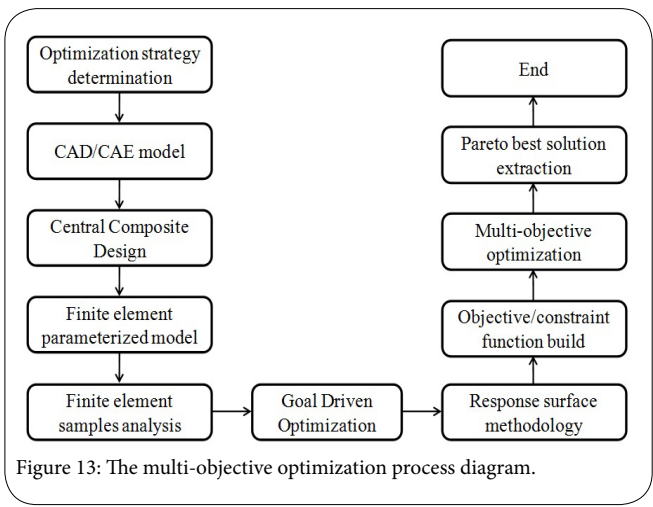 Optimization strategy
determination
CAD/CAE model
Central Composite
Design
Finite element
parameterized model
Finite element
samples analysis
Goal Driven
Optimization
Response surface
methodology
Objective/constraint
function build
Multi-objective
optimization
Pareto best solution
extraction
End
Figure 13: The multi-objective optimization process diagram.